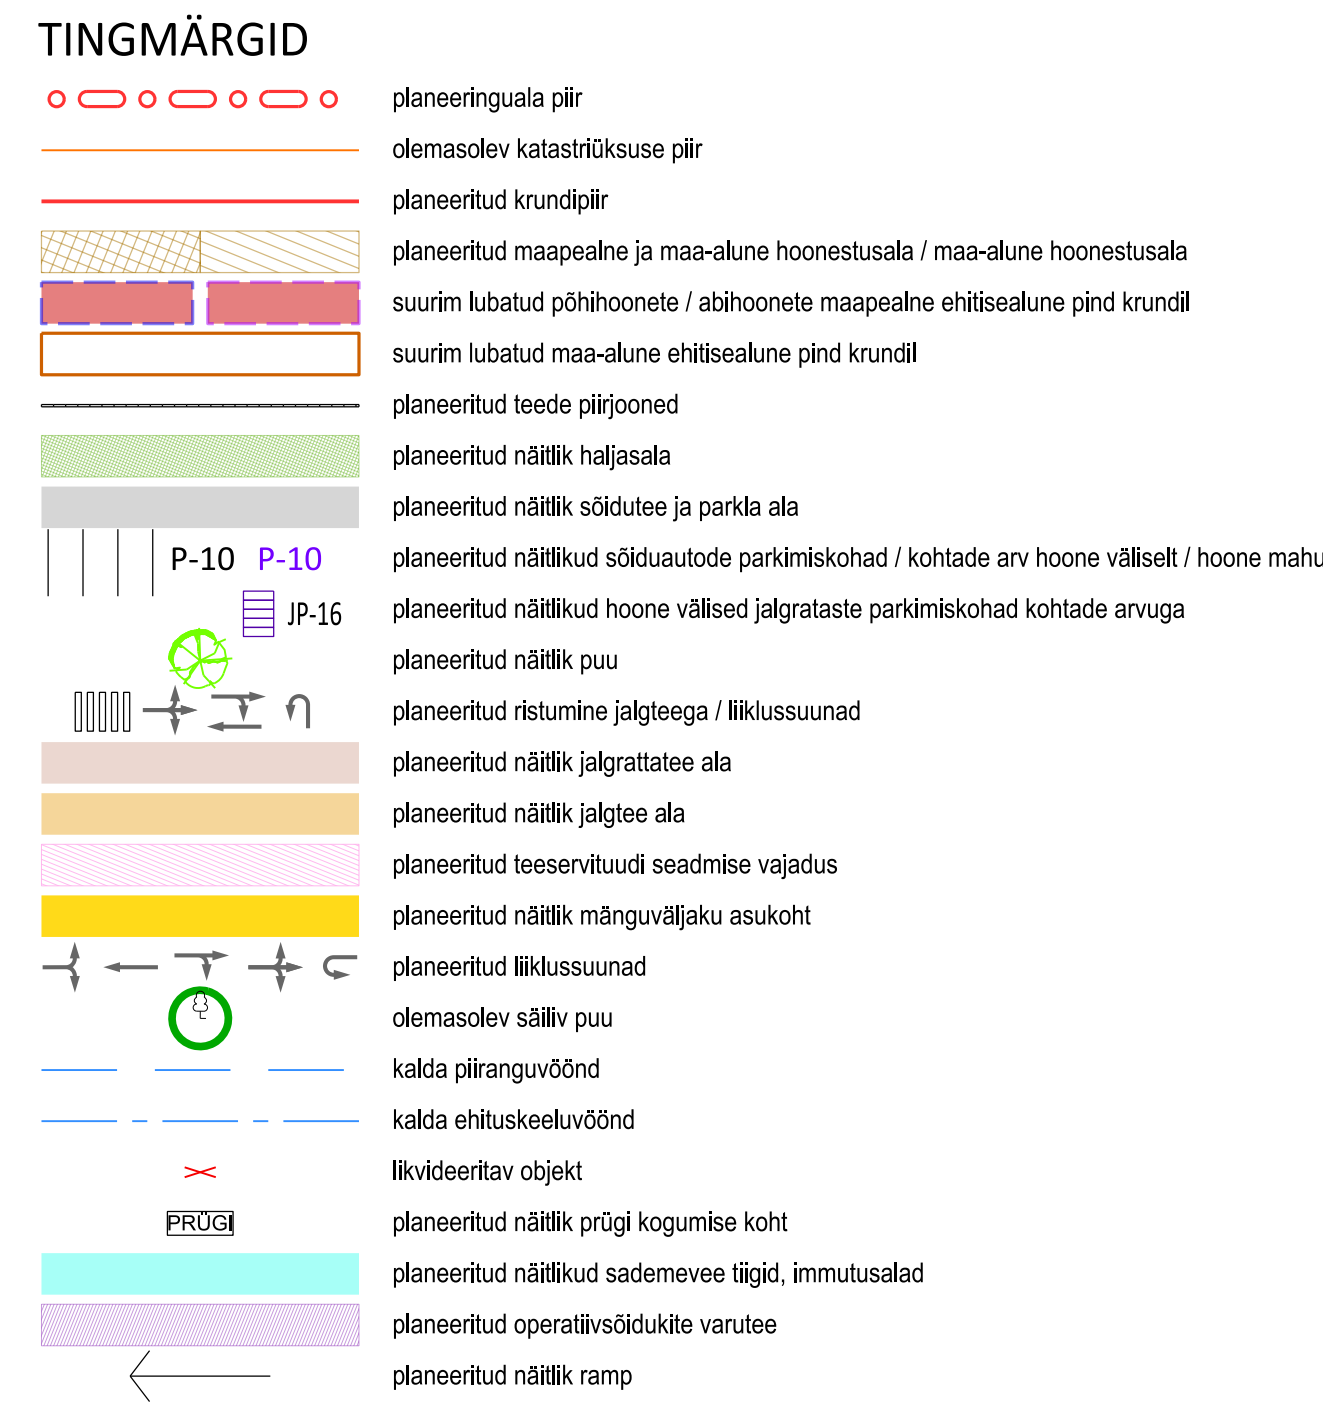 TINGMÄRGID
planeeringuala piir
olemasolev katastriüksuse piir
planeeritud krundipiir
planeeritud maapealne ja maa-alune hoonestusala / maa-alune hoonestusala
suurim lubatud põhihoonete / abihoonete maapealne ehitisealune pind krundil
suurim lubatud maa-alune ehitisealune pind krundil
planeeritud teede piirjooned
planeeritud näitlik haljasala
planeeritud näitlik sõidutee ja parkla ala
P-10 P-10 planeeritud näitlikud sõiduautode parkimiskohad / kohtade arv hoone väliselt / hoone mahu
JP-16 planeeritud näitlikud hoone välised jalgrataste parkimiskohad kohtade arvuga
planeeritud näitlik puu
planeeritud ristumine jalgteega / liiklussuunad
planeeritud näitlik jalgrattatee ala
planeeritud näitlik jalgtee ala
planeeritud teeservituudi seadmise vajadus
planeeritud näitlik mänguväljaku asukoht
planeeritud liiklussuunad
olemasolev säiliv puu
kalda piiranguvöönd
kalda ehituskeeluvöönd
likvideeritav objekt
PRÜGI planeeritud näitlik prügi kogumise koht
planeeritud näitlikud sademevee tiigid, immutusalad
planeeritud operatiivsõidukite varutee
planeeritud näitlik ramp